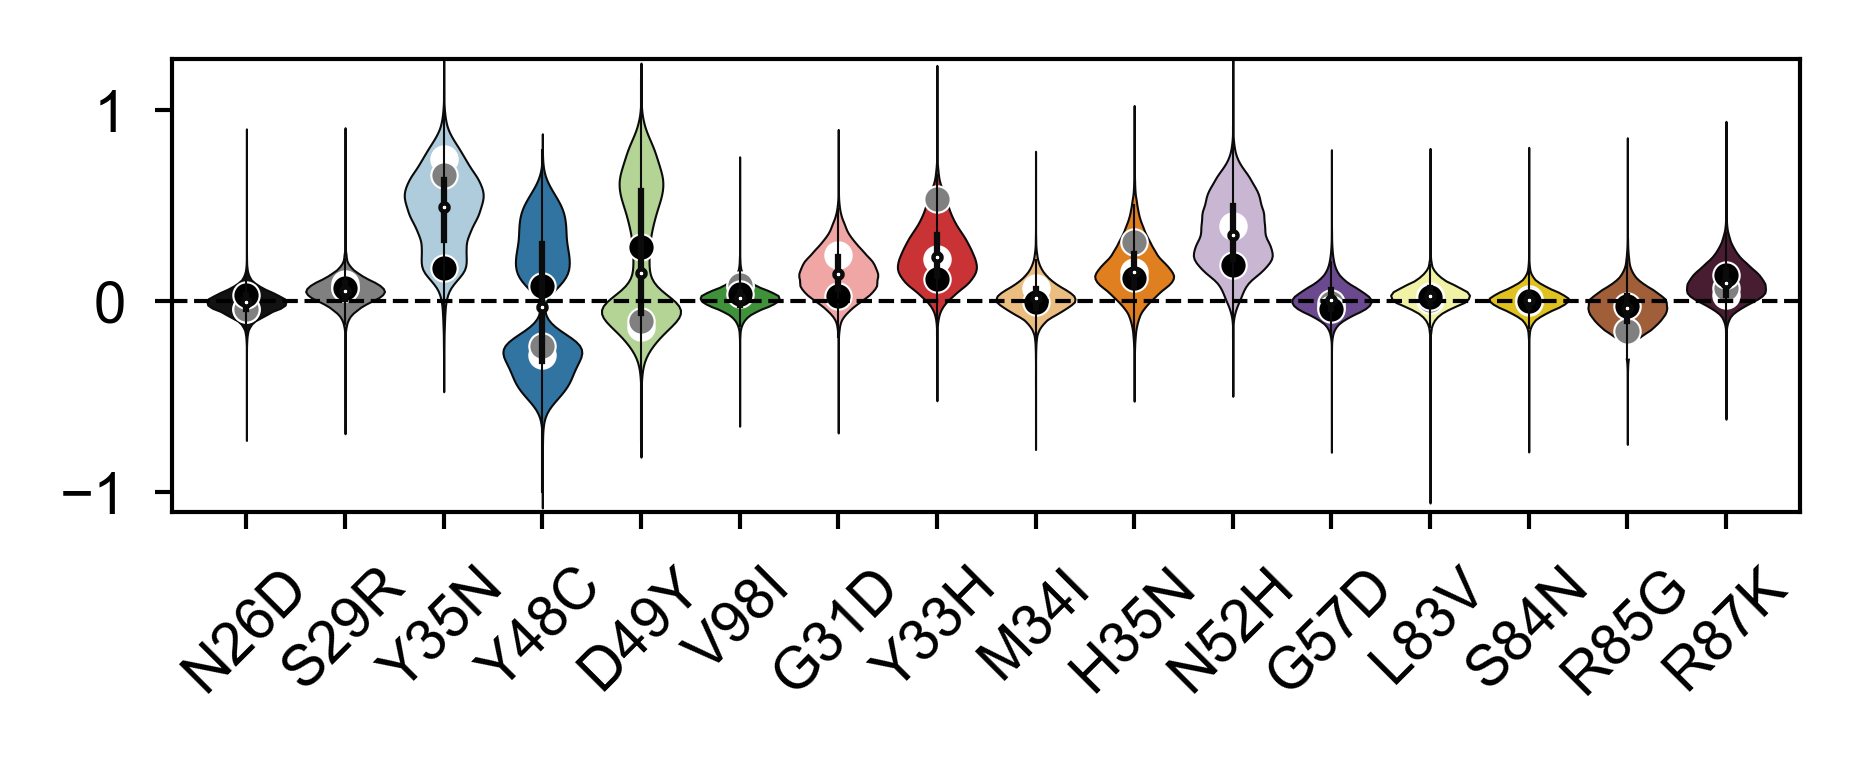 1
0
−1
N26D
S29R
Y35N
Y48C
D49Y
V98I
G31D
Y33H
M34I
H35N
N52H
G57D
L83V
S84N
R85G
R87K